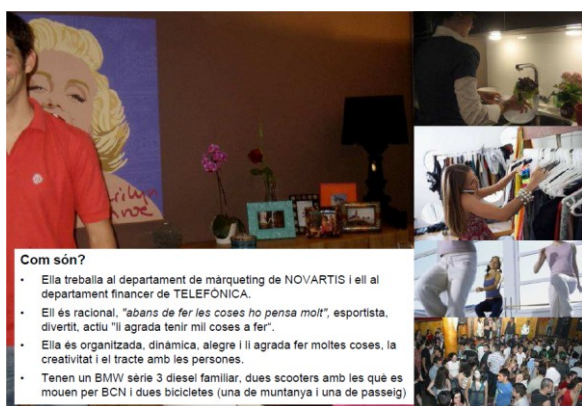 Marilyn
Com són?
• Ella treballa al departament de màrqueting de NOVARTIS i ell al
departament financer de TELEFÒNICA.
• Ell és racional, "abans de fer les coses ho pensa molt", esportista,
divertit, actiu "li agrada tenir mil coses a fer".
• Ella és organitzada, dinàmica, alegre i li agrada fer moltes coses, la
creativitat i el tracte amb les persones.
• Tenen un BMW sèrie 3 diesel familiar, dues scooters amb les què es
mouen per BCN i dues bicicletes (una de muntanya i una de passeig)